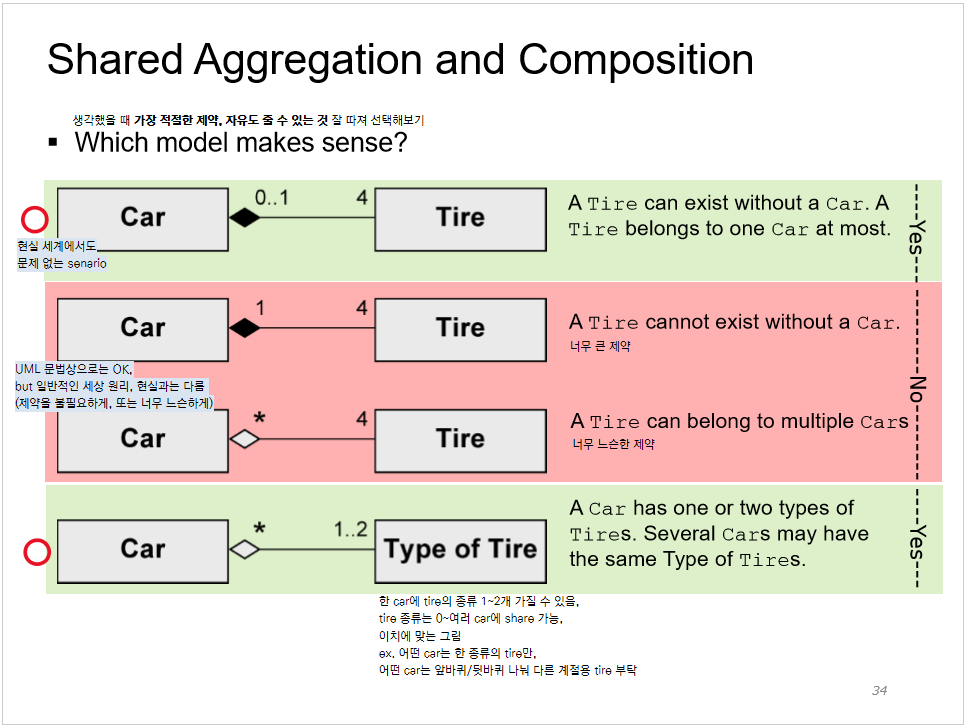 Shared Aggregation and Composition
생각했을 때 가장 적절한 제약, 자유도 줄 수 있는 것 잘 따져 선택해보기
▪ Which model makes sense?
Car 0..1 4 Tire
A Tire can exist without a Car. A
Tire belongs to one Car at most.
Yes
현실 세계에서도
문제 없는 senario
Car 1 4 Tire
A Tire cannot exist without a Car.
너무 큰 제약
UML 문법상으로는 OK,
but 일반적인 세상 원리, 현실과는 다름
(제약을 불필요하게, 또는 너무 느슨하게)
No
Car * 4 Tire
A Tire can belong to multiple Cars
너무 느슨한 제약
Car * 1..2 Type of Tire
A Car has one or two types of
Tires. Several Cars may have
the same Type of Tires.
Yes
한 car에 tire의 종류 1~2개 가질 수 있음,
tire 종류는 0~여러 car에 share 가능,
이치에 맞는 그림
ex. 어떤 car는 한 종류의 tire만,
어떤 car는 앞바퀴/뒷바퀴 나눠 다른 계절용 tire 부탁
34